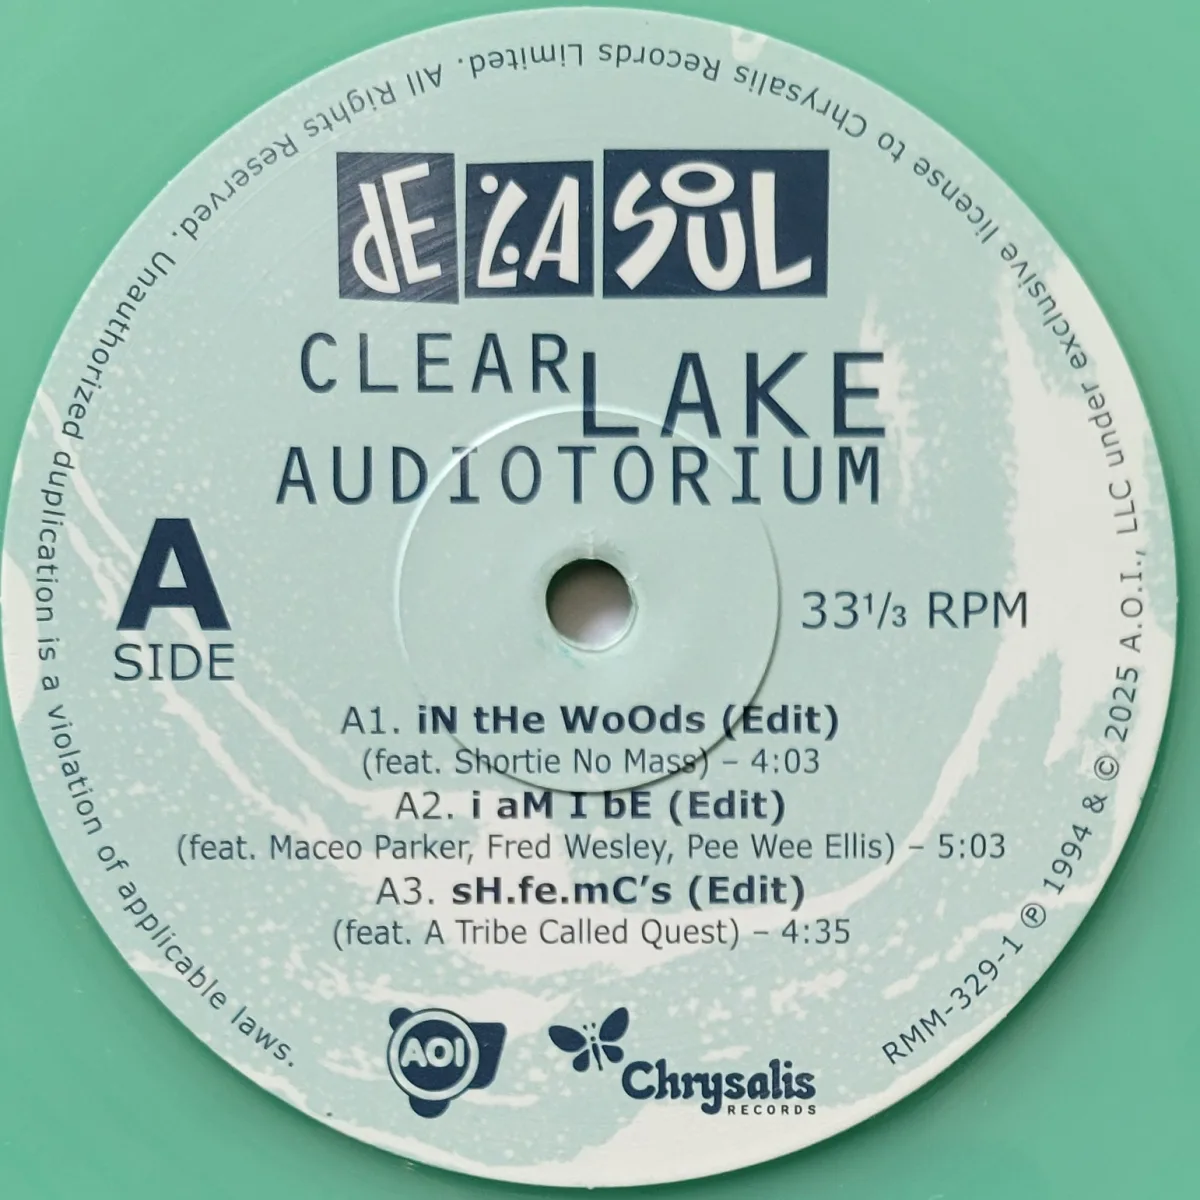 dE LA SOUL
CLEAR LAKE
AUDIOTORIUM
A
SIDE
33 1/3 RPM
A1. iN tHe WoOds (Edit)
(feat. Shortie No Mass) – 4:03
A2. i aM I bE (Edit)
(feat. Maceo Parker, Fred Wesley, Pee Wee Ellis) – 5:03
A3. sH.fe.mC’s (Edit)
(feat. A Tribe Called Quest) – 4:35
AOI
Chrysalis
RECORDS
RMM-329-1 ℗ 1994 & © 2025 A.O.I., LLC under exclusive license to Chrysalis Records Limited. All Rights Reserved. Unauthorized duplication is a violation of applicable laws.